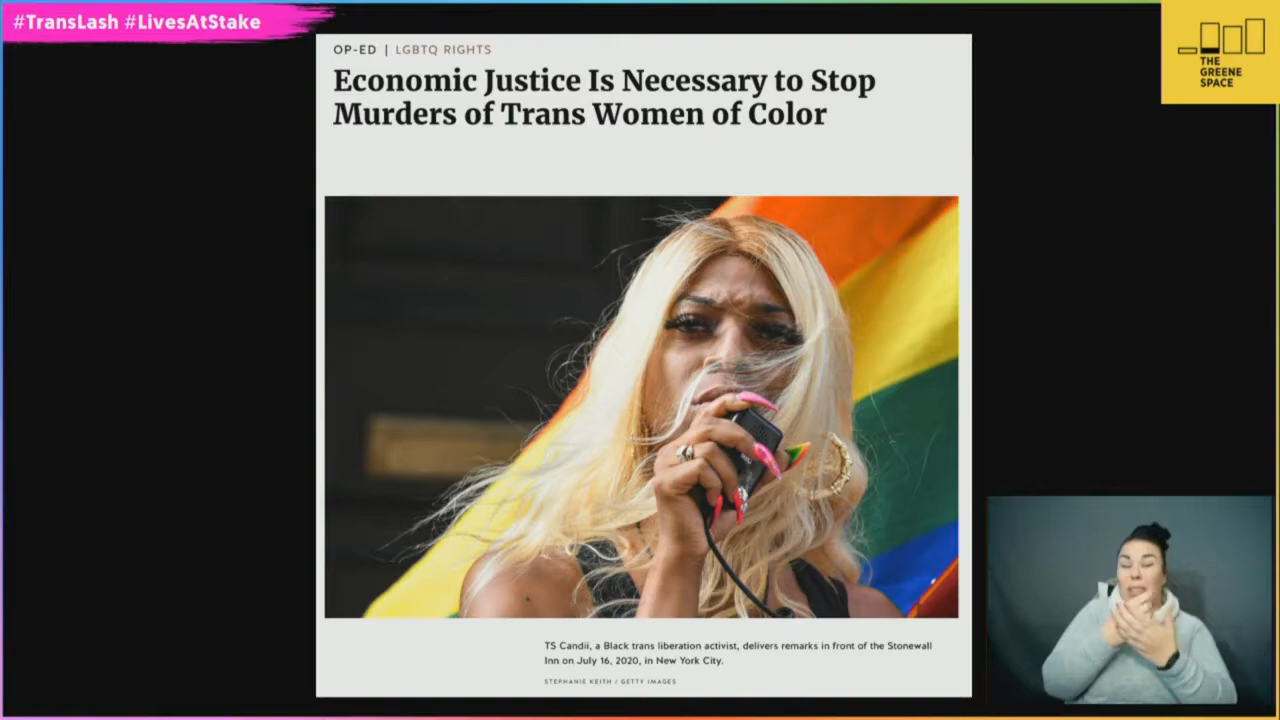 #TransLash #LivesAtStake
THE
GREENE
SPACE
OP-ED | LGBTQ RIGHTS
Economic Justice Is Necessary to Stop
Murders of Trans Women of Color
TS Candii, a Black trans liberation activist, delivers remarks in front of the Stonewall
Inn on July 16, 2020, in New York City.
STEPHANIE KEITH / GETTY IMAGES